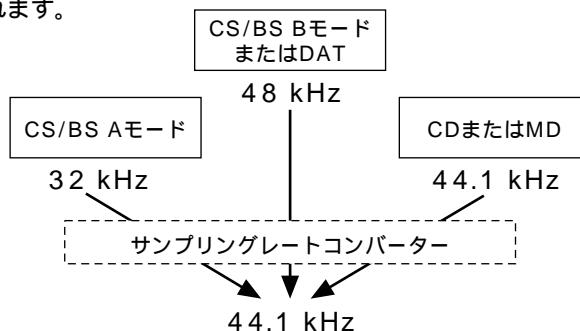 れます。
CS/BS Bモード
またはDAT
48 kHz
CS/BS Aモード
CDまたはMD
32 kHz
44.1 kHz
サンプリングレートコンバーター
44.1 kHz